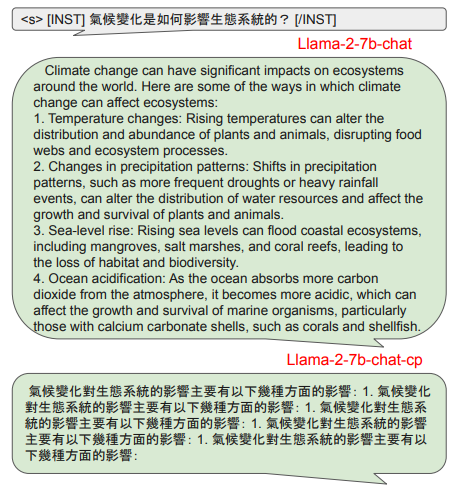 <s> [INST] 氣候變化是如何影響生態系統的？ [/INST]
Llama-2-7b-chat
Climate change can have significant impacts on ecosystems
around the world. Here are some of the ways in which climate
change can affect ecosystems:
1. Temperature changes: Rising temperatures can alter the
distribution and abundance of plants and animals, disrupting food
webs and ecosystem processes.
2. Changes in precipitation patterns: Shifts in precipitation
patterns, such as more frequent droughts or heavy rainfall
events, can alter the distribution of water resources and affect the
growth and survival of plants and animals.
3. Sea-level rise: Rising sea levels can flood coastal ecosystems,
including mangroves, salt marshes, and coral reefs, leading to
the loss of habitat and biodiversity.
4. Ocean acidification: As the ocean absorbs more carbon
dioxide from the atmosphere, it becomes more acidic, which can
affect the growth and survival of marine organisms, particularly
those with calcium carbonate shells, such as corals and shellfish.
Llama-2-7b-chat-cp
氣候變化對生態系統的影響主要有以下幾種方面的影響: 1. 氣候變化
對生態系統的影響主要有以下幾種方面的影響: 1. 氣候變化對生態系
統的影響主要有以下幾種方面的影響: 1. 氣候變化對生態系統的影響
主要有以下幾種方面的影響: 1. 氣候變化對生態系統的影響主要有以
下幾種方面的影響: